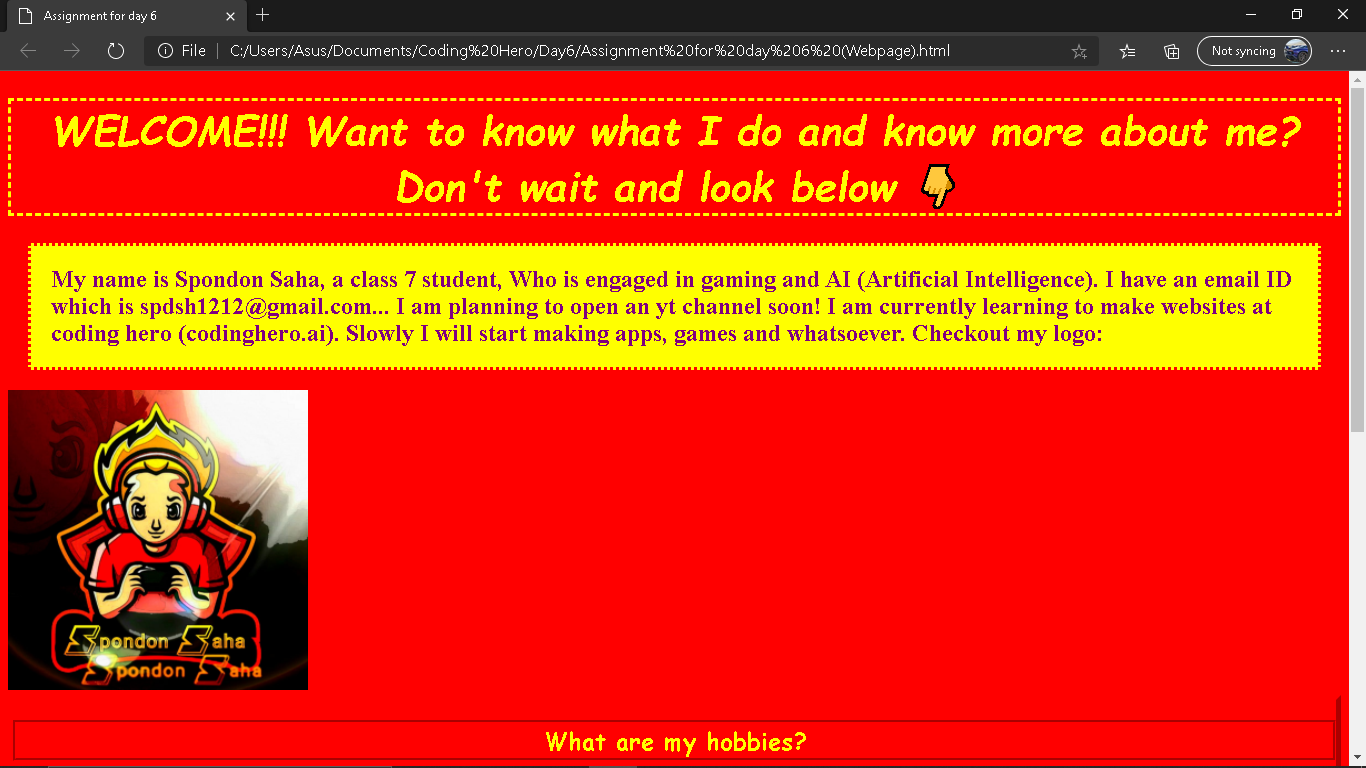 Assignment for day 6
File
C:/Users/Asus/Documents/Coding%20Hero/Day6/Assignment%20for%20day%206%20(Webpage).html
Not syncing
WELCOME!!! Want to know what I do and know more about me?
Don't wait and look below 👇
My name is Spondon Saha, a class 7 student, Who is engaged in gaming and AI (Artificial Intelligence). I have an email ID
which is spdsh1212@gmail.com... I am planning to open an yt channel soon! I am currently learning to make websites at
coding hero (codinghero.ai). Slowly I will start making apps, games and whatsoever. Checkout my logo:
Spondon Saha
Spondon Saha
What are my hobbies?